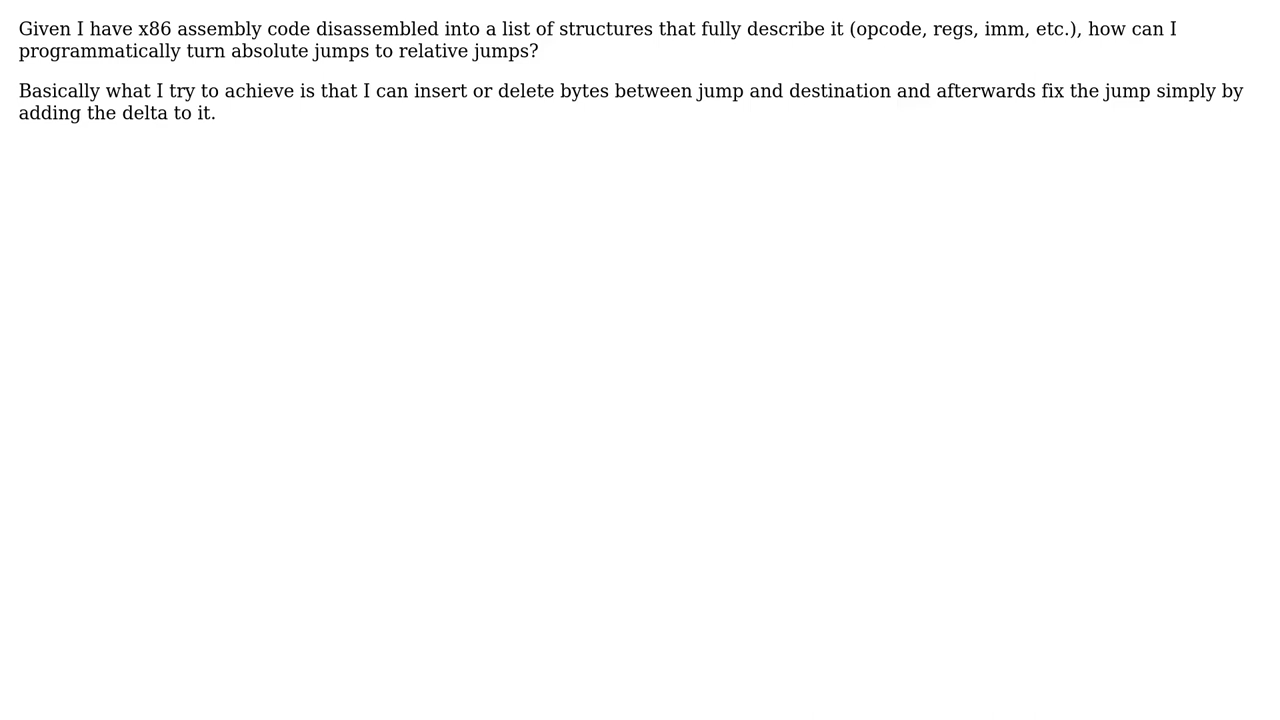 Given I have x86 assembly code disassembled into a list of structures that fully describe it (opcode, regs, imm, etc.), how can I
programmatically turn absolute jumps to relative jumps?
Basically what I try to achieve is that I can insert or delete bytes between jump and destination and afterwards fix the jump simply by
adding the delta to it.